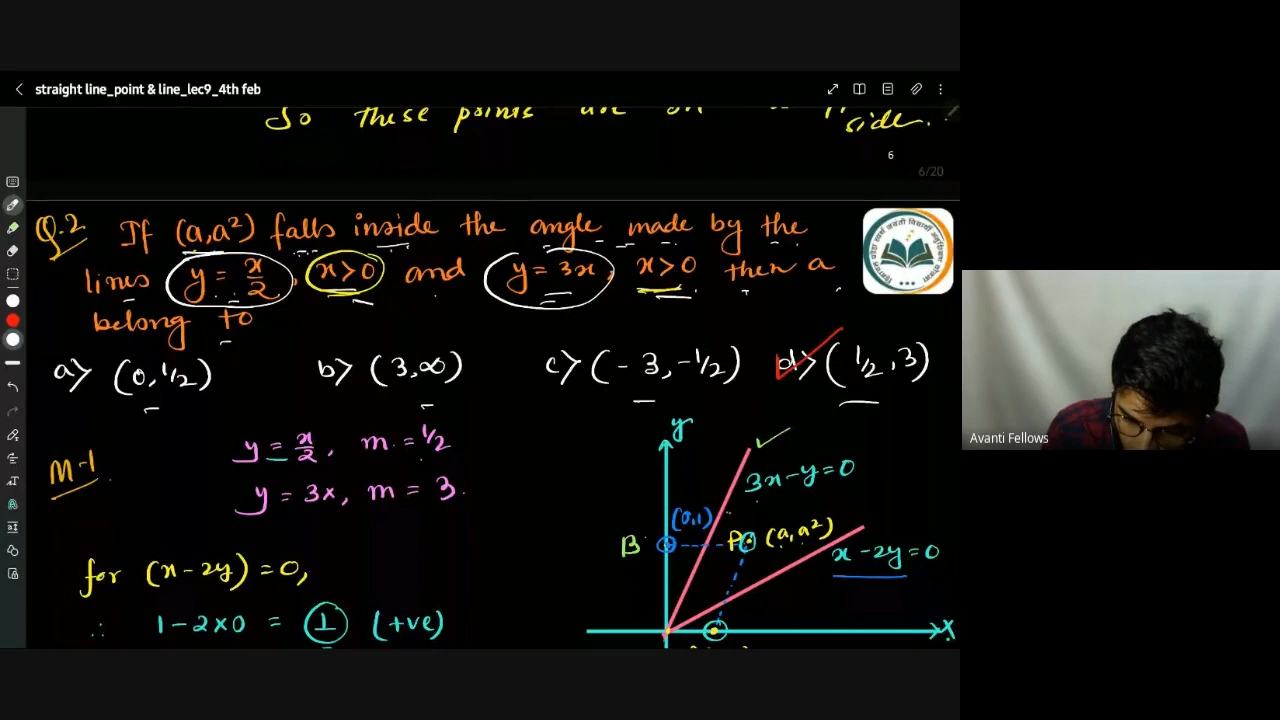 straight line_point & line_lec9_4th feb
So these points
side.
6
6/20
Q.2 If (a,a²) falls inside the angle made by the
lines y = x/2, x>0 and y = 3x, x>0 then a
belong to
a> (0,1/2) b> (3,∞) c> (-3,-1/2) d> (1/2,3)
M-1
y = x/2, m = 1/2
y = 3x, m = 3.
for (x-2y) = 0,
∴ 1-2×0 = 1 (+ve)
y
3x-y=0
(0,1)
B
P (a,a²)
x-2y=0
x
Avanti Fellows